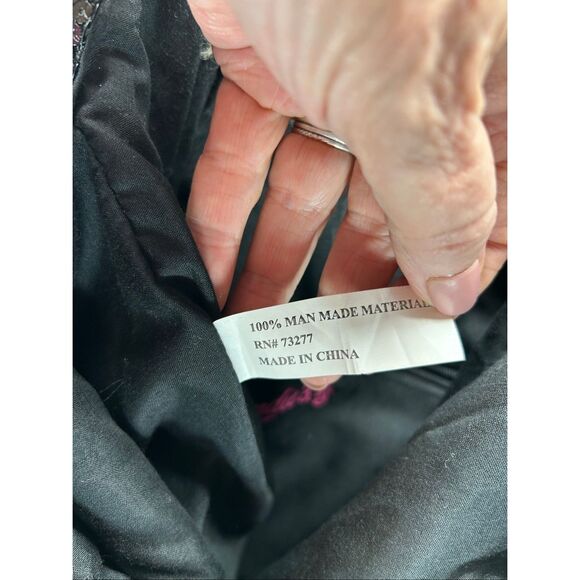 100% MAN MADE MATERIAL
RN# 73277
MADE IN CHINA